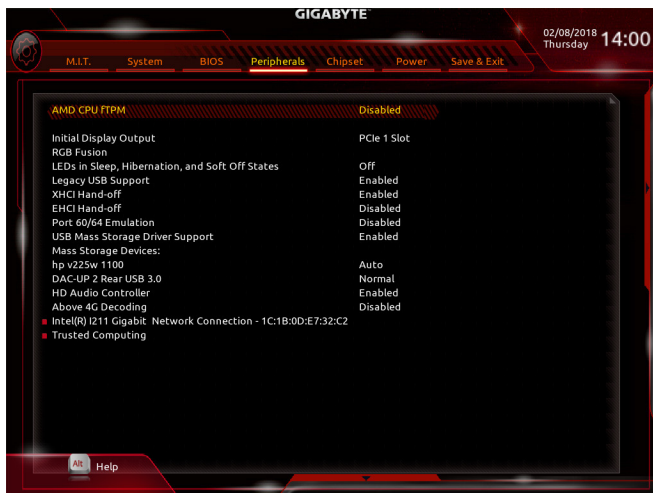 GIGABYTE™
02/08/2018 Thursday 14:00
M.I.T. System BIOS Peripherals Chipset Power Save & Exit
AMD CPU fTPM Disabled
Initial Display Output PCIe 1 Slot
RGB Fusion
LEDs in Sleep, Hibernation, and Soft Off States Off
Legacy USB Support Enabled
XHCI Hand-off Enabled
EHCI Hand-off Disabled
Port 60/64 Emulation Disabled
USB Mass Storage Driver Support Enabled
Mass Storage Devices:
hp v225w 1100 Auto
DAC-UP 2 Rear USB 3.0 Normal
HD Audio Controller Enabled
Above 4G Decoding Disabled
Intel(R) I211 Gigabit Network Connection - 1C:1B:0D:E7:32:C2
Trusted Computing
Alt Help